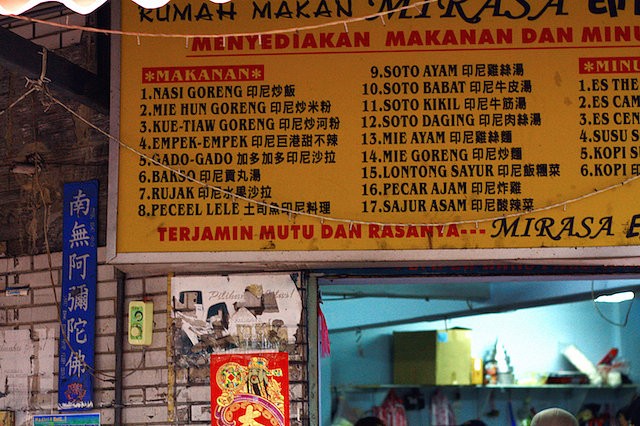 RUMAH MAKAN MIRASA
MENYEDIAKAN MAKANAN DAN MINU
*MAKANAN*
1.NASI GORENG 印尼炒飯
2.MIE HUN GORENG 印尼炒米粉
3.KUE-TIAW GORENG 印尼炒河粉
4.EMPEK-EMPEK 印尼巨港甜不辣
5.GADO-GADO 加多加多印尼沙拉
6.BAKSO 印尼貢丸湯
7.RUJAK 印尼水果沙拉
8.PECEEL LELE 土司魚印尼料理
9.SOTO AYAM 印尼雞絲湯
10.SOTO BABAT 印尼牛皮湯
11.SOTO KIKIL 印尼牛筋湯
12.SOTO DAGING 印尼肉絲湯
13.MIE AYAM 印尼雞絲麵
14.MIE GORENG 印尼炒麵
15.LONTONG SAYUR 印尼飯糰菜
16.PECAR AJAM 印尼炸雞
17.SAJUR ASAM 印尼酸辣菜
*MINU
1.ES THE
2.ES CAM
3.ES CEN
4.SUSU S
5.KOPI S
6.KOPI 印
TERJAMIN MUTU DAN RASANYA--- MIRASA E
南無阿彌陀佛